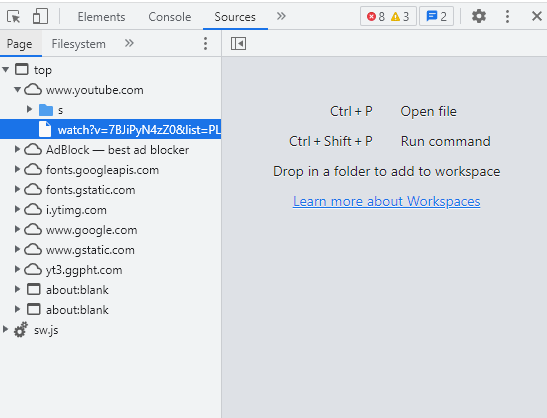 Elements Console Sources 8 3 2
Page Filesystem
top
www.youtube.com
s
watch?v=7BJiPyN4zZ0&list=PL
AdBlock — best ad blocker
fonts.googleapis.com
fonts.gstatic.com
i.ytimg.com
www.google.com
www.gstatic.com
yt3.ggpht.com
about:blank
about:blank
sw.js
Ctrl + P Open file
Ctrl + Shift + P Run command
Drop in a folder to add to workspace
Learn more about Workspaces